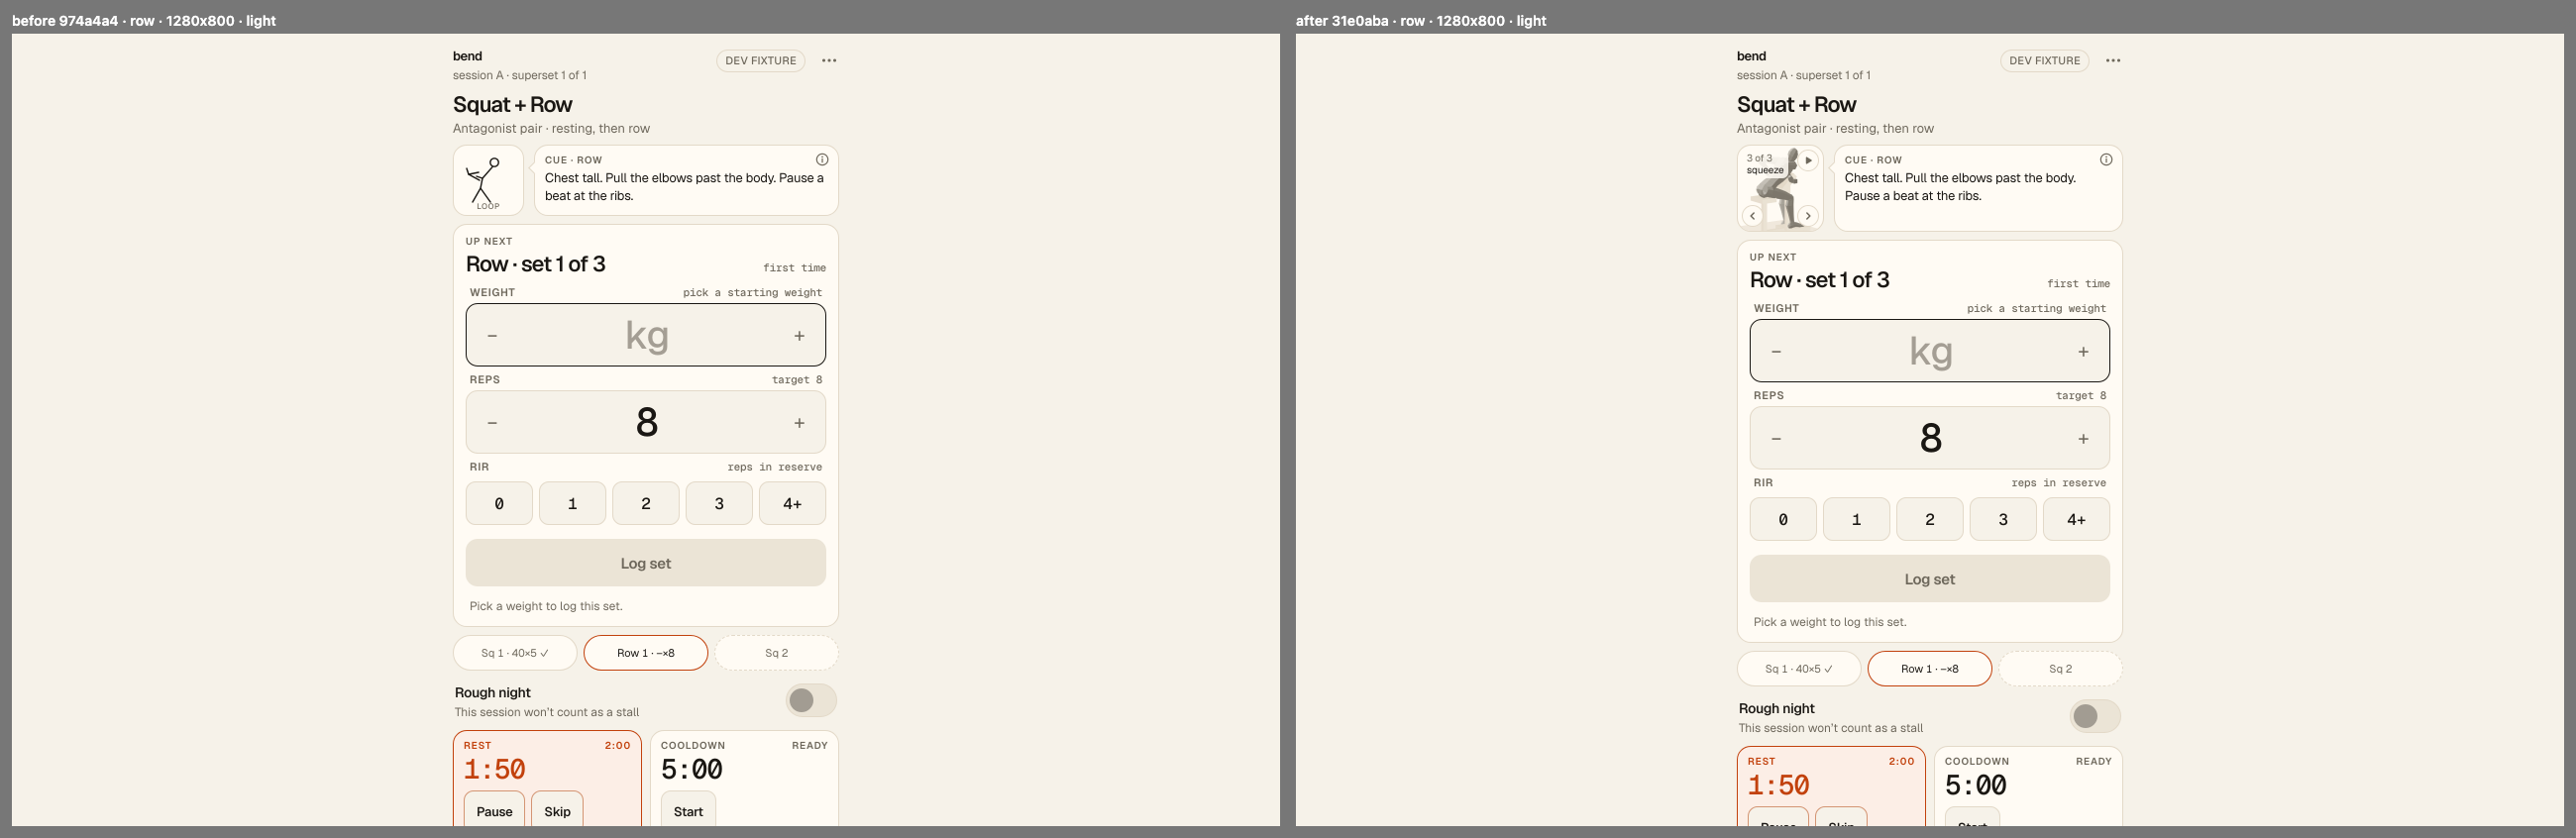 before 974a4a4 · row · 1280x800 · light
bend
DEV FIXTURE
session A · superset 1 of 1
Squat + Row
Antagonist pair · resting, then row
LOOP
CUE · ROW
Chest tall. Pull the elbows past the body. Pause a
beat at the ribs.
UP NEXT
Row · set 1 of 3
first time
WEIGHT
pick a starting weight
− kg +
REPS
target 8
− 8 +
RIR
reps in reserve
0 1 2 3 4+
Log set
Pick a weight to log this set.
Sq 1 · 40×5 ✓
Row 1 · –×8
Sq 2
Rough night
This session won't count as a stall
REST 2:00
1:50
Pause Skip
COOLDOWN READY
5:00
Start
after 31e0aba · row · 1280x800 · light
bend
DEV FIXTURE
session A · superset 1 of 1
Squat + Row
Antagonist pair · resting, then row
3 of 3
squeeze
CUE · ROW
Chest tall. Pull the elbows past the body.
Pause a beat at the ribs.
UP NEXT
Row · set 1 of 3
first time
WEIGHT
pick a starting weight
− kg +
REPS
target 8
− 8 +
RIR
reps in reserve
0 1 2 3 4+
Log set
Pick a weight to log this set.
Sq 1 · 40×5 ✓
Row 1 · –×8
Sq 2
Rough night
This session won't count as a stall
REST 2:00
1:50
Pause Skip
COOLDOWN READY
5:00
Start